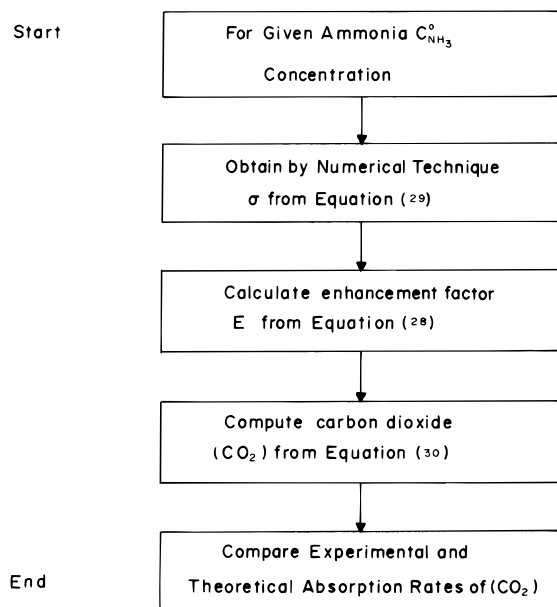 Start
For Given Ammonia C°NH₃
Concentration
Obtain by Numerical Technique
σ from Equation (29)
Calculate enhancement factor
E from Equation (28)
Compute carbon dioxide
(CO₂) from Equation (30)
Compare Experimental and
End
Theoretical Absorption Rates of (CO₂)